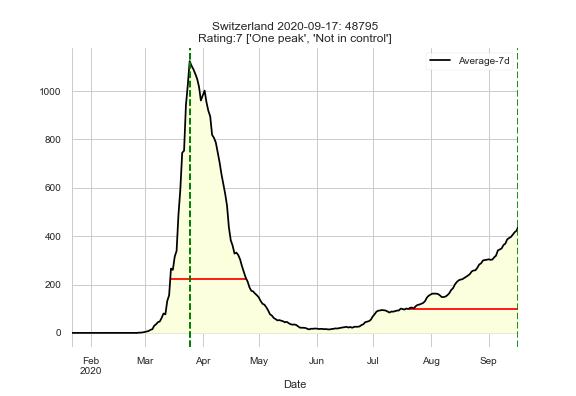 Switzerland 2020-09-17: 48795
Rating:7 ['One peak', 'Not in control']
Average-7d
1000
800
600
400
200
0
Feb Mar Apr May Jun Jul Aug Sep
2020
Date